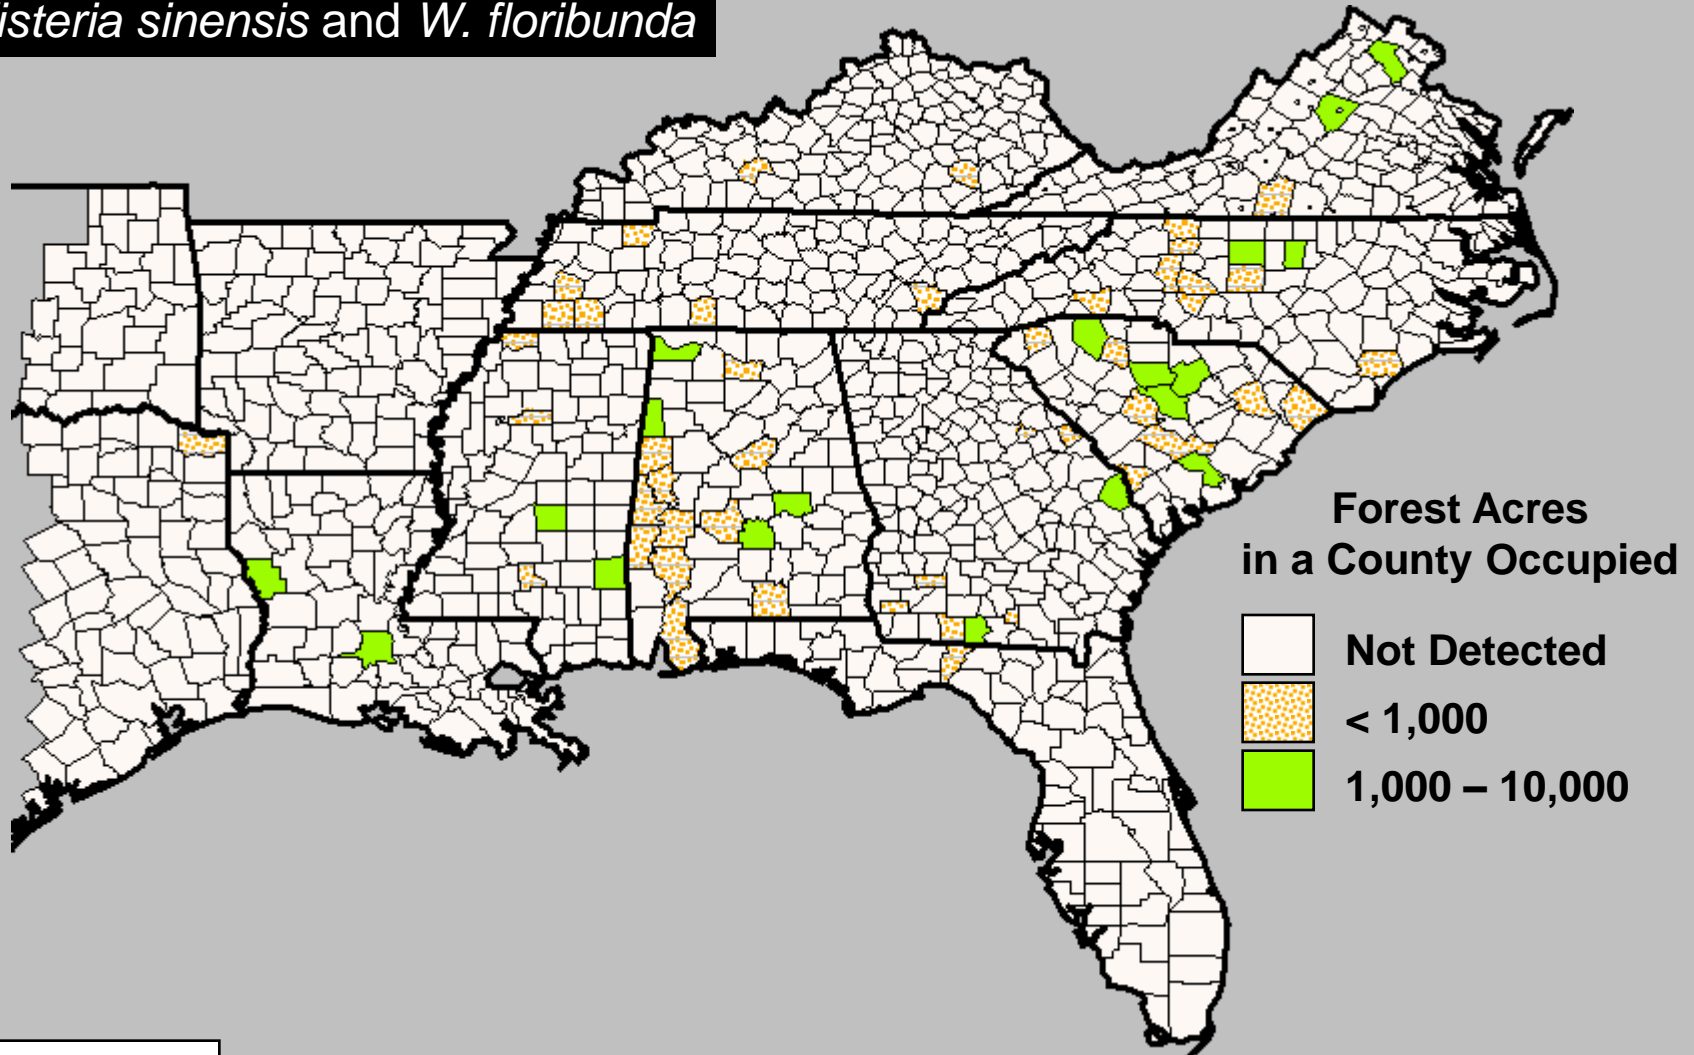 isteria sinensis and W. floribunda
Forest Acres
in a County Occupied
Not Detected
< 1,000
1,000 – 10,000